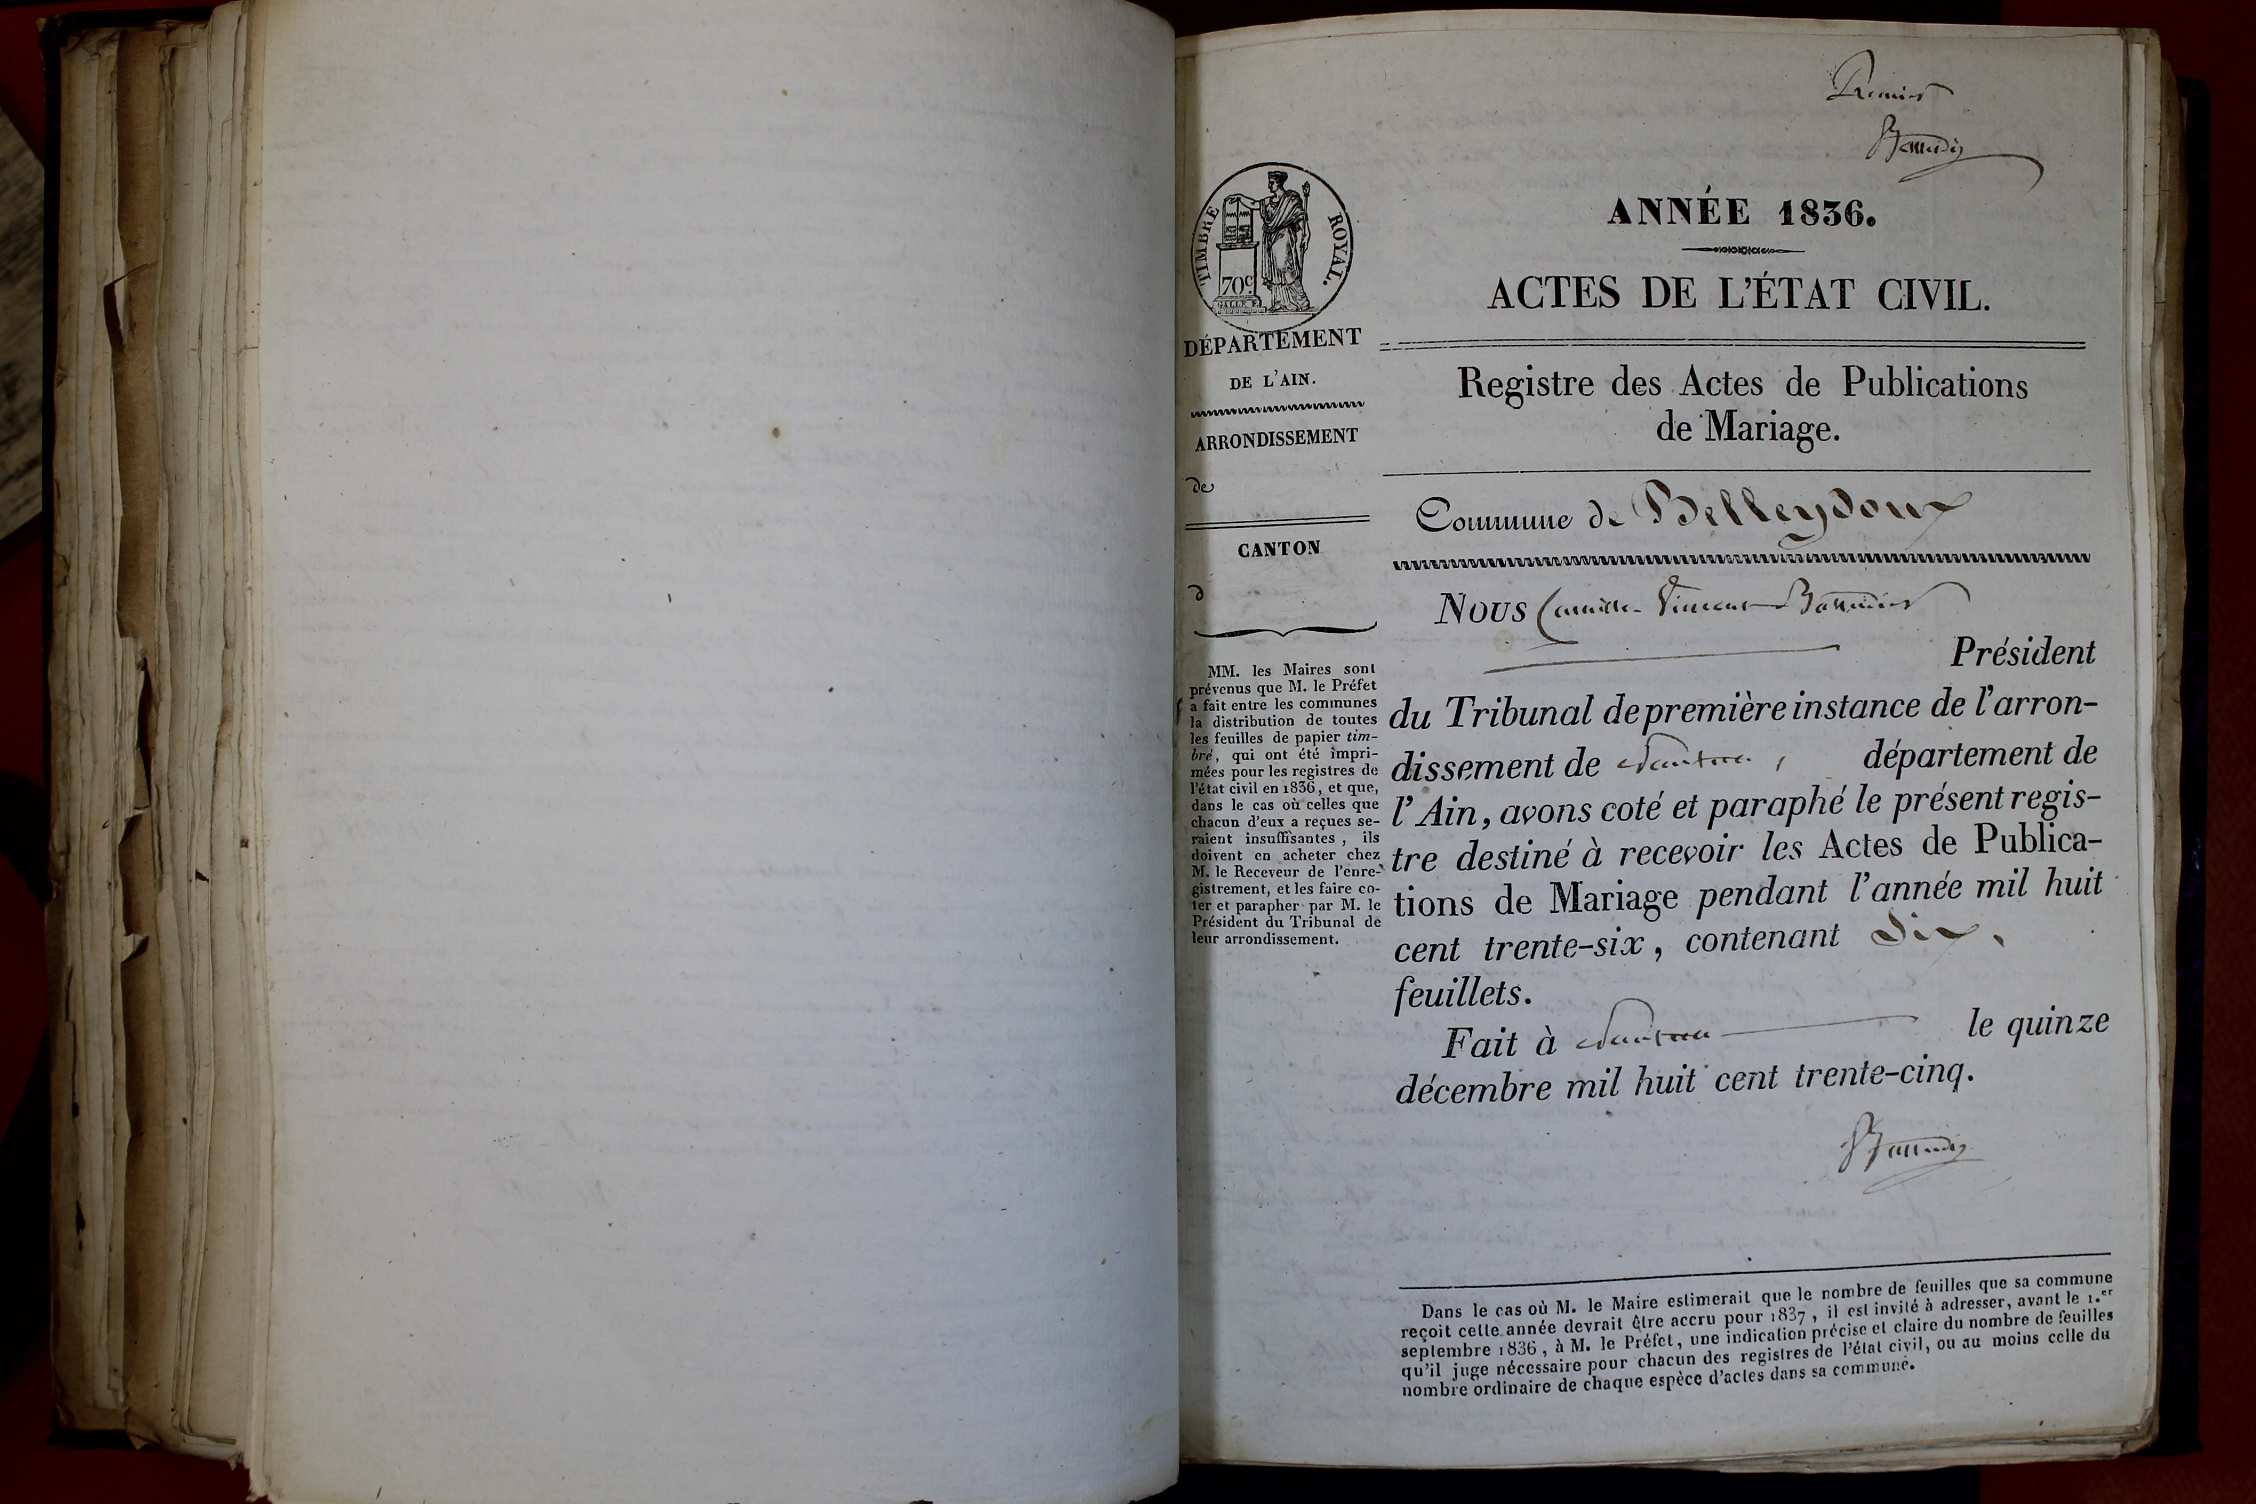 Premier
TIMBRE ROYAL.
70c
ANNÉE 1836.
ACTES DE L'ÉTAT CIVIL.
DÉPARTEMENT
DE L'AIN.
ARRONDISSEMENT
de
CANTON
d
MM. les Maires sont
prévenus que M. le Préfet
a fait entre les communes
la distribution de toutes
les feuilles de papier tim-
bré, qui ont été impri-
mées pour les registres de
l'état civil en 1836, et que,
dans le cas où celles que
chacun d'eux a reçues se-
raient insuffisantes, ils
doivent en acheter chez
M. le Receveur de l'enre-
gistrement, et les faire co-
ter et parapher par M. le
Président du Tribunal de
leur arrondissement.
Registre des Actes de Publications
de Mariage.
Commune de Belleydoux
Nous Camille Vincent
Président
du Tribunal de première instance de l'arron-
dissement de Nantua, département de
l'Ain, avons coté et paraphé le présent regis-
tre destiné à recevoir les Actes de Publica-
tions de Mariage pendant l'année mil huit
cent trente-six, contenant dix,
feuillets.
Fait à Nantua le quinze
décembre mil huit cent trente-cinq.
Dans le cas où M. le Maire estimerait que le nombre de feuilles que sa commune
reçoit cette année devrait être accru pour 1837, il est invité à adresser, avant le 1.er
septembre 1836, à M. le Préfet, une indication précise et claire du nombre de feuilles
qu'il juge nécessaire pour chacun des registres de l'état civil, ou au moins celle du
nombre ordinaire de chaque espèce d'actes dans sa commune.